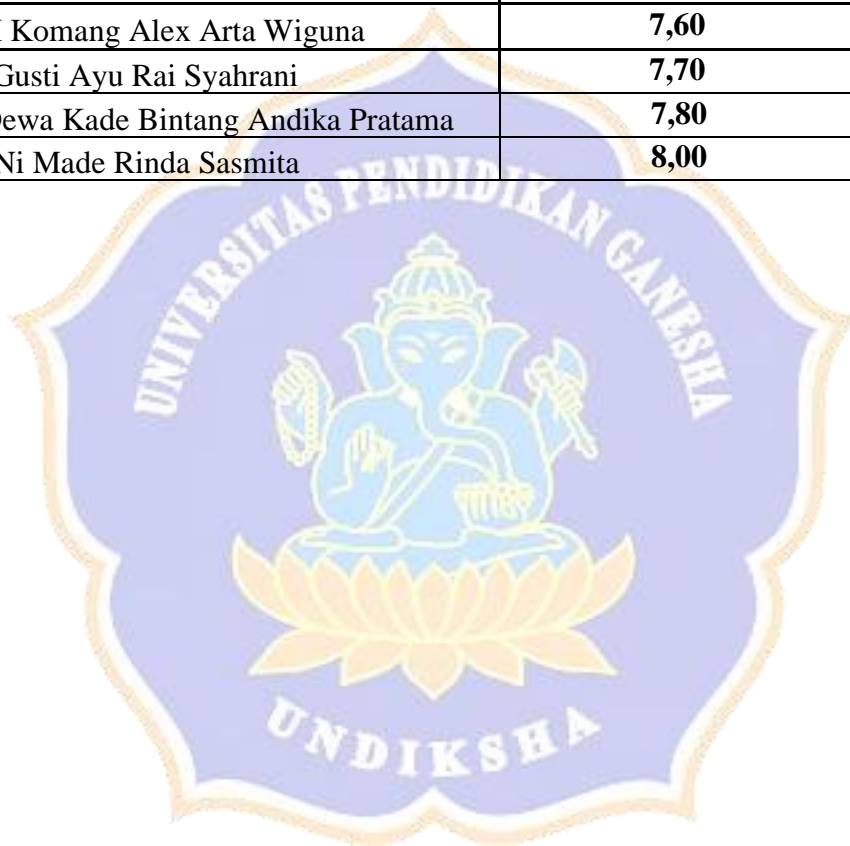 I Komang Alex Arta Wiguna 7,60
Gusti Ayu Rai Syahrani 7,70
Dewa Kade Bintang Andika Pratama 7,80
Ni Made Rinda Sasmita 8,00
UNIVERSITAS PENDIDIKAN GANESHA
UNDIKSHA